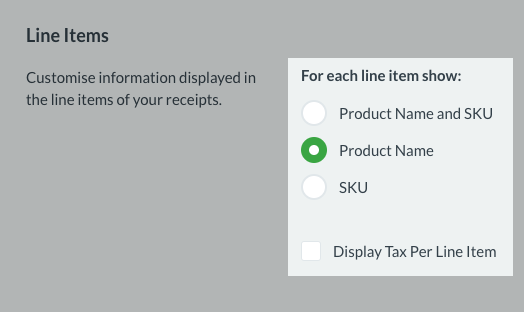 Line Items
Customise information displayed in
the line items of your receipts.
For each line item show:
Product Name and SKU
Product Name
SKU
Display Tax Per Line Item